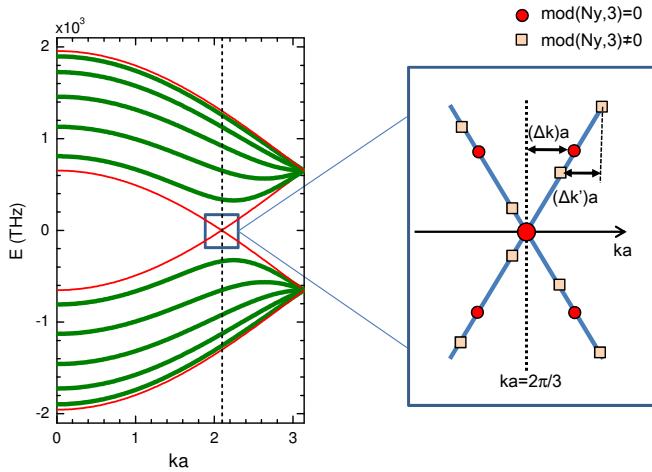 x10³
2
1
0
-1
-2
E (THz)
0
1
2
3
ka
mod(Ny,3)=0
mod(Ny,3)≠0
(Δk)a
(Δk')a
ka
ka=2π/3